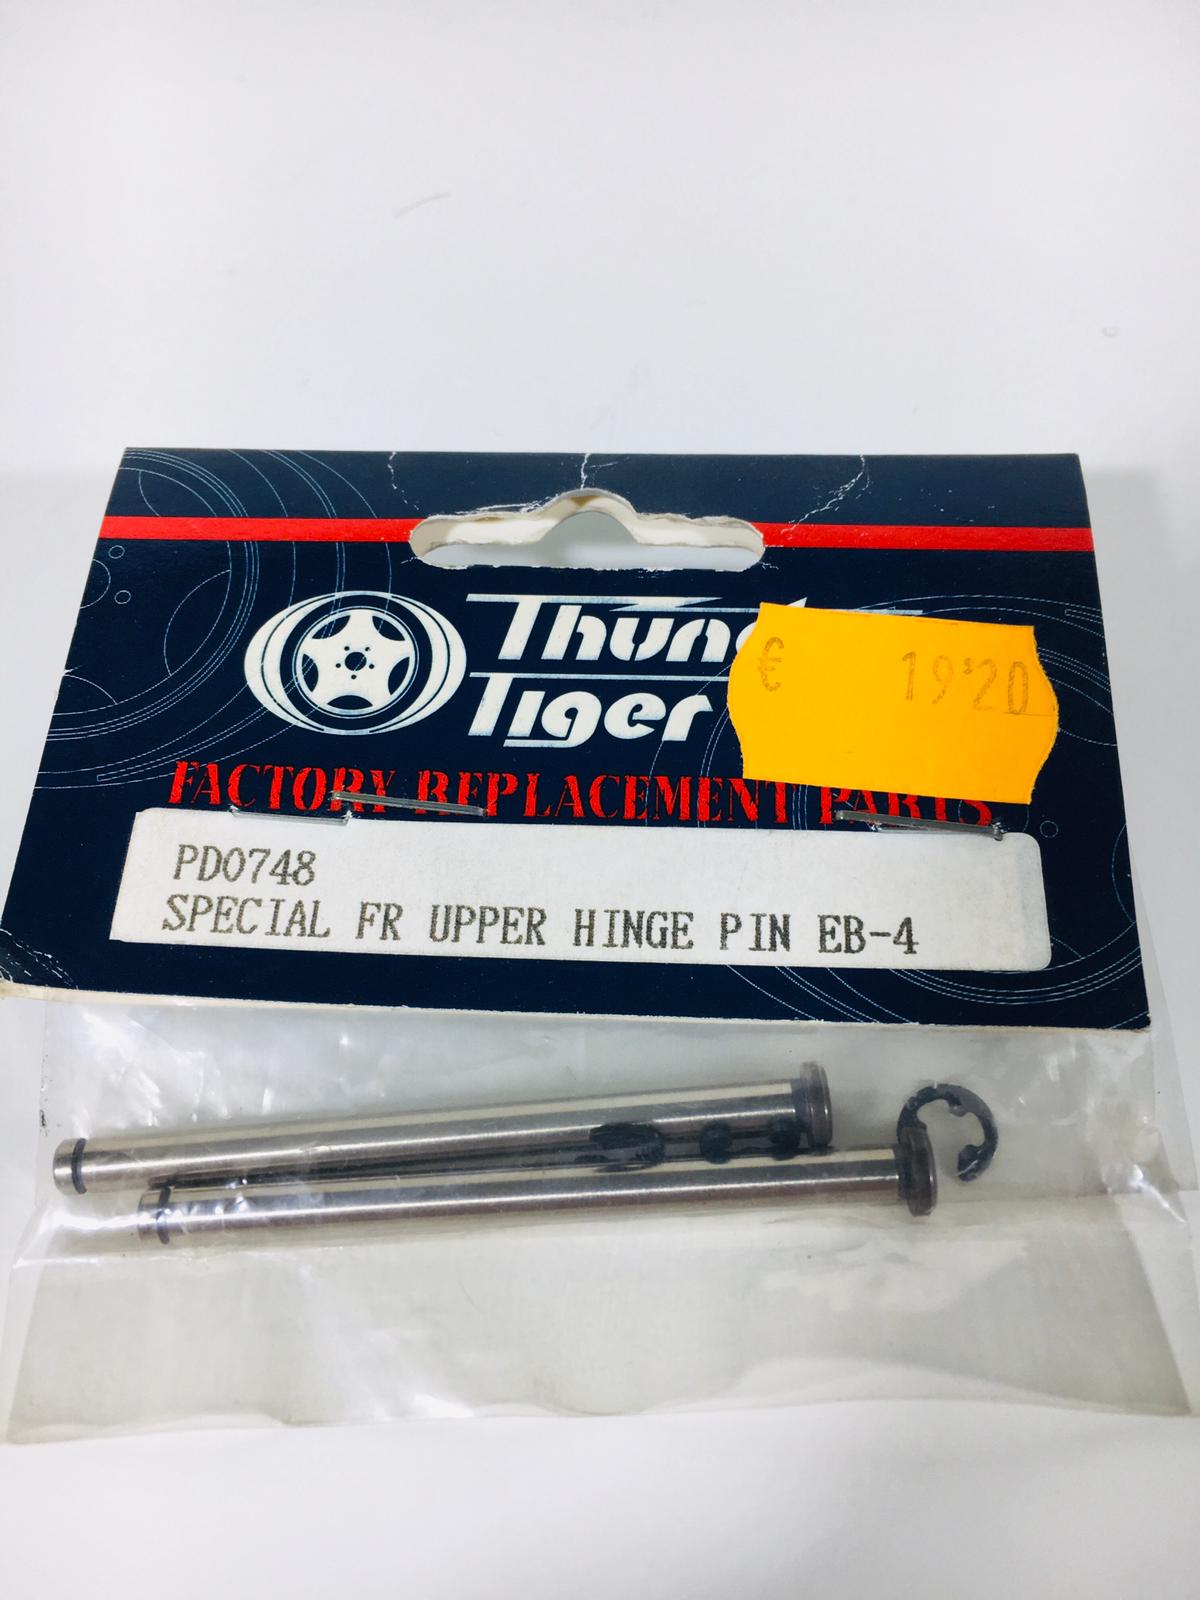 Thund
Tiger
€ 19'20
FACTORY REPLACEMENT PARTS
PD0748
SPECIAL FR UPPER HINGE PIN EB-4